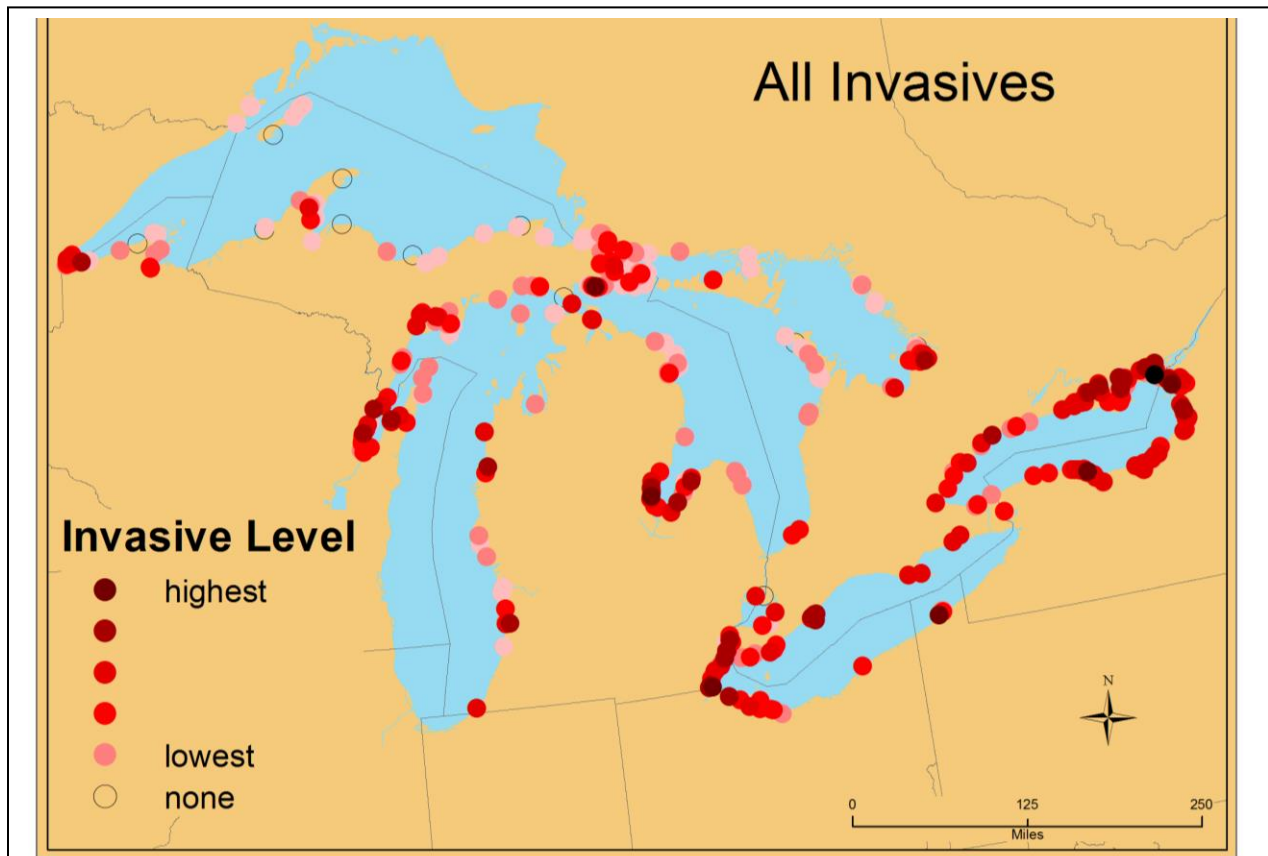 All Invasives
Invasive Level
highest
lowest
none
N
0 125 250
Miles